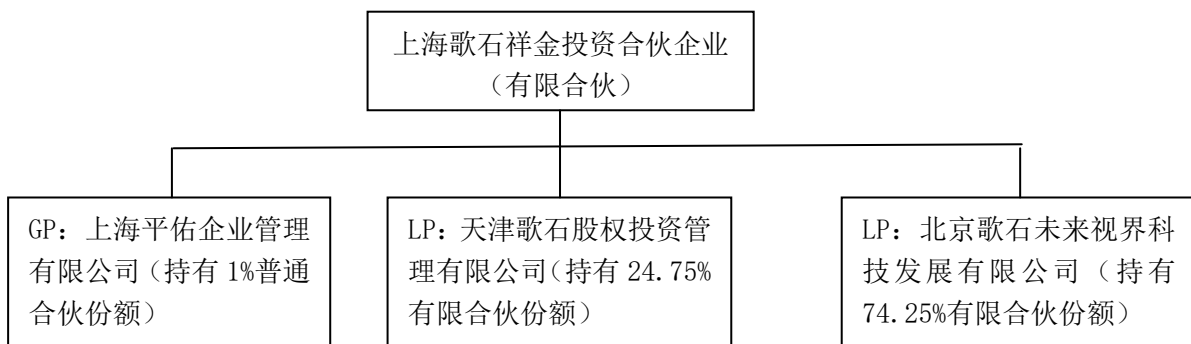 上海歌石祥金投资合伙企业
（有限合伙）
GP：上海平佑企业管理
有限公司（持有 1%普通
合伙份额）
LP：天津歌石股权投资管
理有限公司（持有 24.75%
有限合伙份额）
LP：北京歌石未来视界科
技发展有限公司（持有
74.25%有限合伙份额）